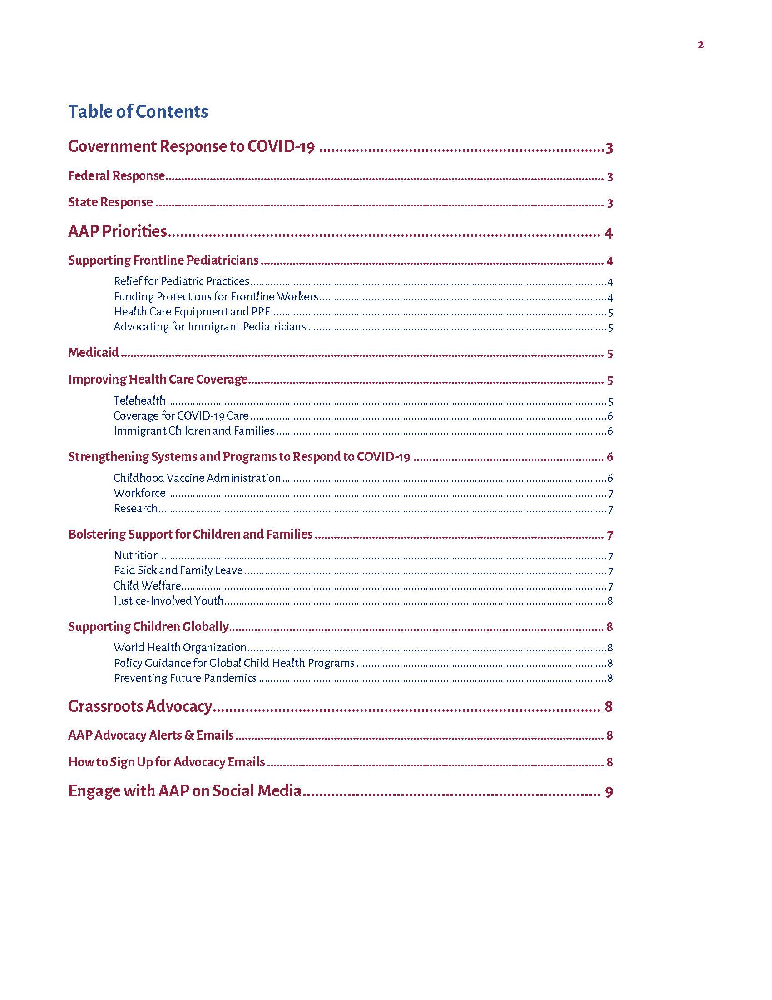 2
Table of Contents
Government Response to COVID-19 ....................................................................3
Federal Response.......................................................................................... 3
State Response .......................................................................................... 3
AAP Priorities.................................................................................... 4
Supporting Frontline Pediatricians .......................................................................... 4
Relief for Pediatric Practices..........................................................................4
Funding Protections for Frontline Workers..........................................................................4
Health Care Equipment and PPE ..........................................................................5
Advocating for Immigrant Pediatricians ..........................................................................5
Medicaid .......................................................................................... 5
Improving Health Care Coverage.......................................................................... 5
Telehealth..........................................................................................5
Coverage for COVID-19 Care ..........................................................................6
Immigrant Children and Families ..........................................................................6
Strengthening Systems and Programs to Respond to COVID-19 .......................................................... 6
Childhood Vaccine Administration..........................................................................6
Workforce..........................................................................................7
Research..........................................................................................7
Bolstering Support for Children and Families .......................................................................... 7
Nutrition ..........................................................................................7
Paid Sick and Family Leave ..........................................................................7
Child Welfare..........................................................................................7
Justice-Involved Youth..........................................................................8
Supporting Children Globally.......................................................................... 8
World Health Organization..........................................................................8
Policy Guidance for Global Child Health Programs ..........................................................................8
Preventing Future Pandemics ..........................................................................8
Grassroots Advocacy.......................................................................... 8
AAP Advocacy Alerts & Emails .......................................................................... 8
How to Sign Up for Advocacy Emails .......................................................................... 8
Engage with AAP on Social Media.................................................................... 9